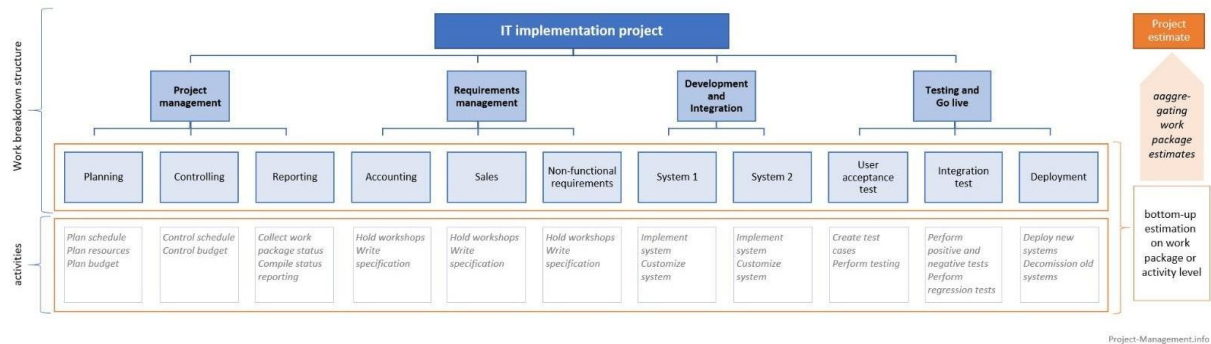 IT implementation project
Project
estimate
Work breakdown structure
Project
management
Requirements
management
Development
and
Integration
Testing and
Go live
aaggre-
gating
work
package
estimates
Planning
Controlling
Reporting
Accounting
Sales
Non-functional
requirements
System 1
System 2
User
acceptance
test
Integration
test
Deployment
activities
Plan schedule
Plan resources
Plan budget
Control schedule
Control budget
Collect work
package status
Compile status
reporting
Hold workshops
Write
specification
Hold workshops
Write
specification
Hold workshops
Write
specification
Implement
system
Customize
system
Implement
system
Customize
system
Create test
cases
Perform testing
Perform
positive and
negative tests
Perform
regression tests
Deploy new
systems
Decomission old
systems
bottom-up
estimation
on work
package or
activity level
Project-Management.info